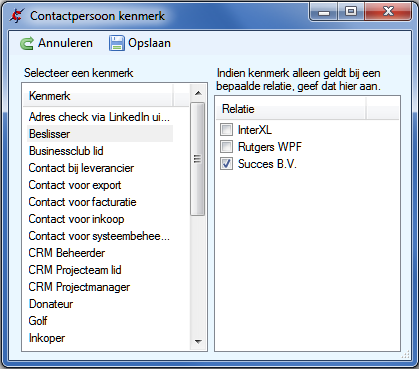 Contactpersoon kenmerk
Annuleren Opslaan
Selecteer een kenmerk
Kenmerk
Adres check via LinkedIn ui...
Beslisser
Businessclub lid
Contact bij leverancier
Contact voor export
Contact voor facturatie
Contact voor inkoop
Contact voor systeembehee...
CRM Beheerder
CRM Projecteam lid
CRM Projectmanager
Donateur
Golf
Inkoper
Indien kenmerk alleen geldt bij een
bepaalde relatie, geef dat hier aan.
Relatie
InterXL
Rutgers WPF
Succes B.V.